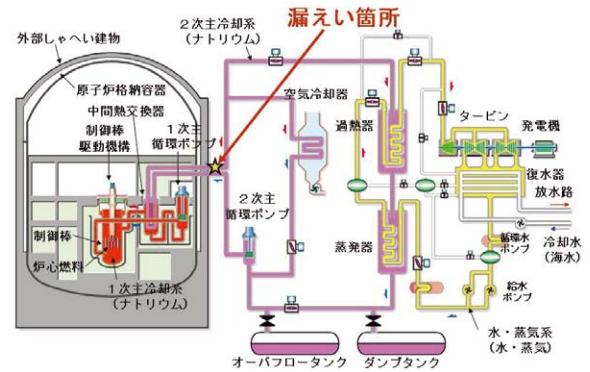 漏えい箇所
２次主冷却系
(ナトリウム)
外部しゃへい建物
原子炉格納容器
中間熱交換器
制御棒
駆動機構
１次主
循環ポンプ
空気冷却器
過熱器
タービン
発電機
復水器
放水路
２次主
循環ポンプ
制御棒
炉心燃料
１次主冷却系
(ナトリウム)
蒸発器
循環水
ポンプ
冷却水
(海水)
給水
ポンプ
水・蒸気系
(水・蒸気)
オーバフロータンク
ダンプタンク